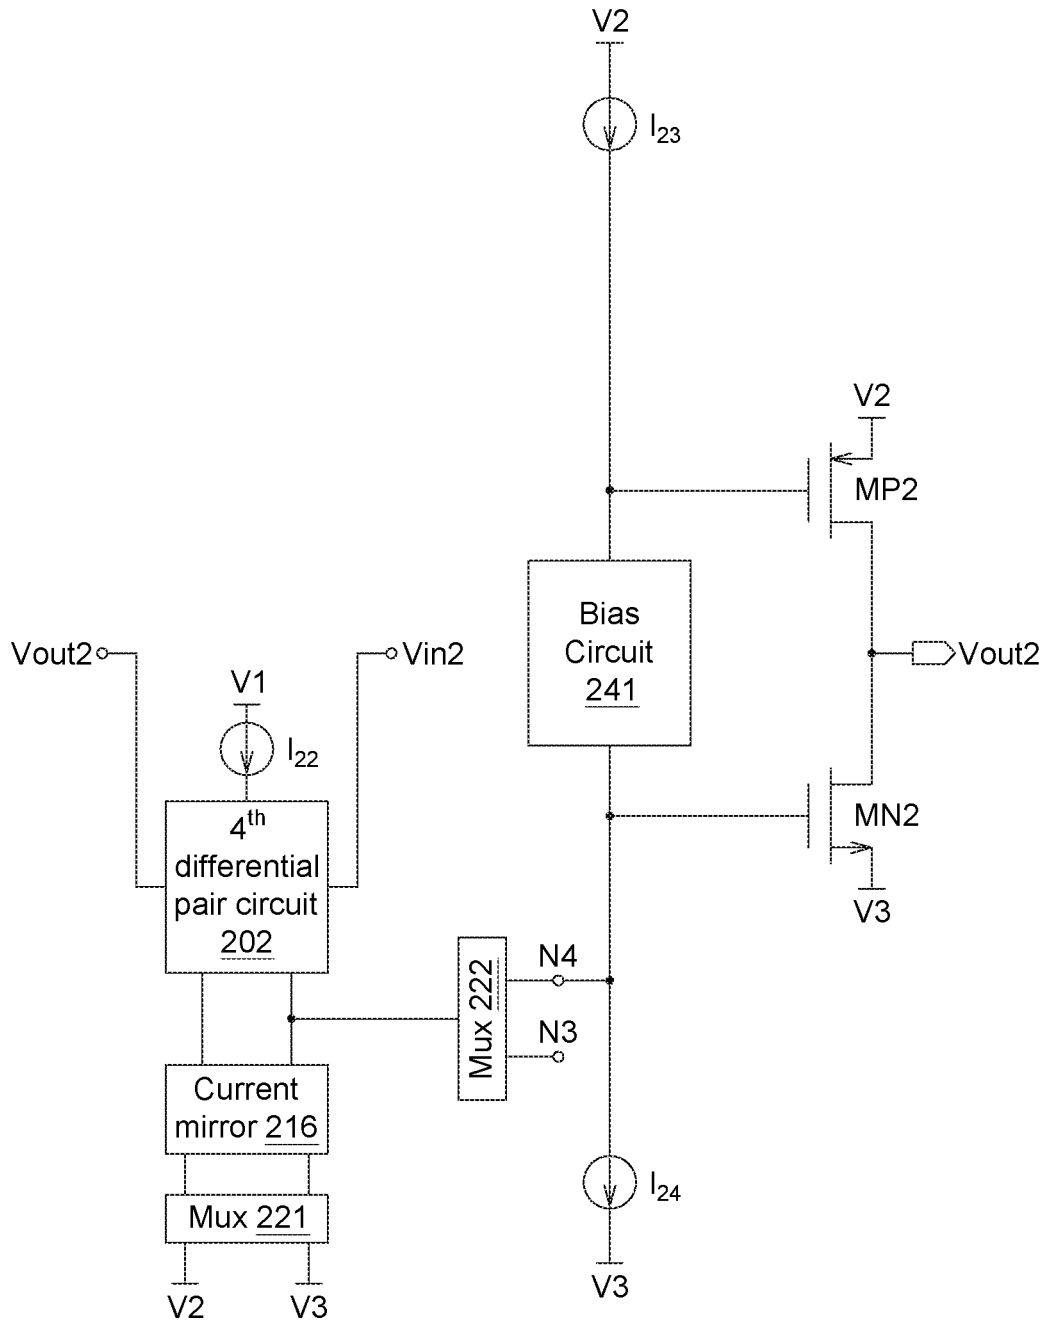 V2
I23
V2
MP2
Bias
Circuit
241
Vout2
Vin2
Vout2
V1
I22
4th
differential
pair circuit
202
MN2
V3
Mux 222
N4
N3
Current
mirror 216
I24
Mux 221
V3
V2
V3